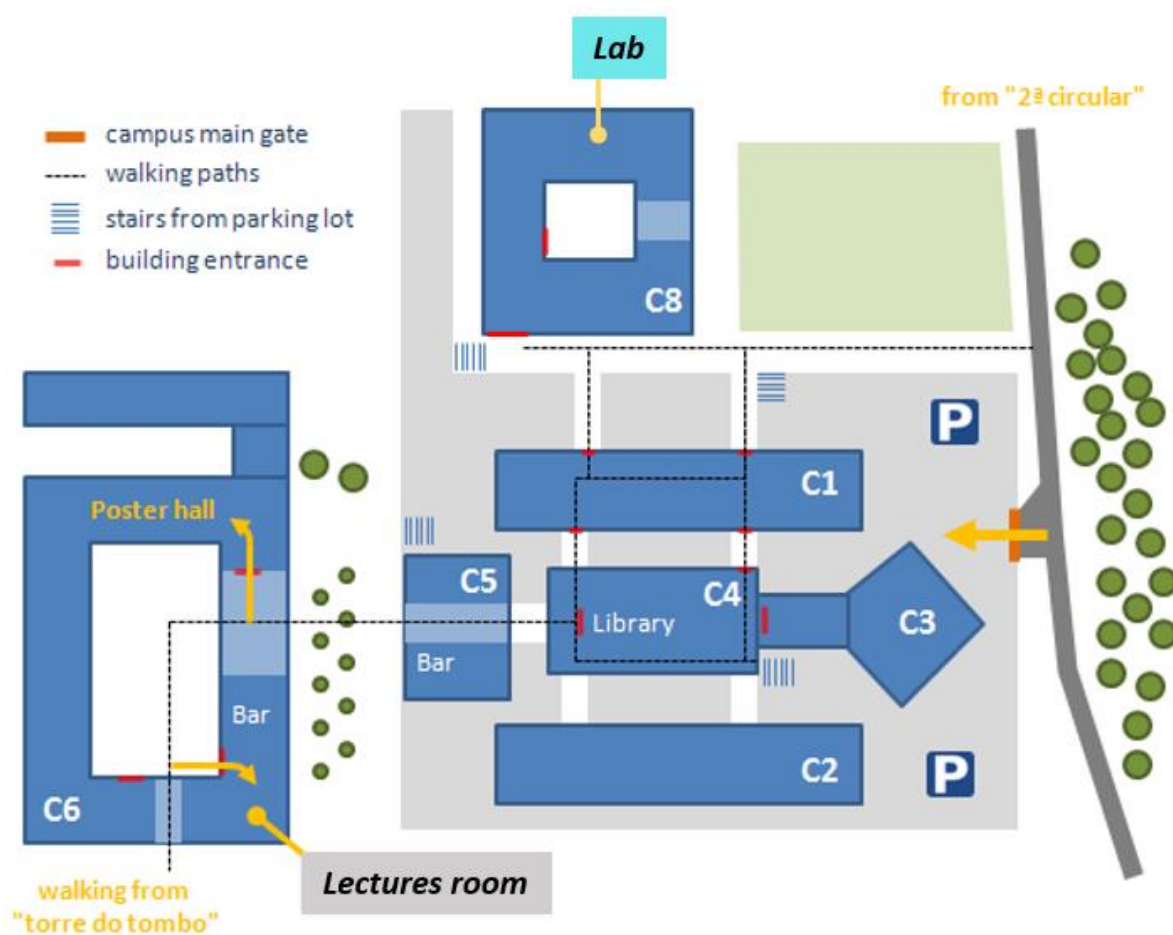 Lab
from "2ª circular"
campus main gate
walking paths
stairs from parking lot
building entrance
C8
P
C1
Poster hall
C5
C4
Library
C3
Bar
Bar
C2
P
C6
Lectures room
walking from
"torre do tombo"